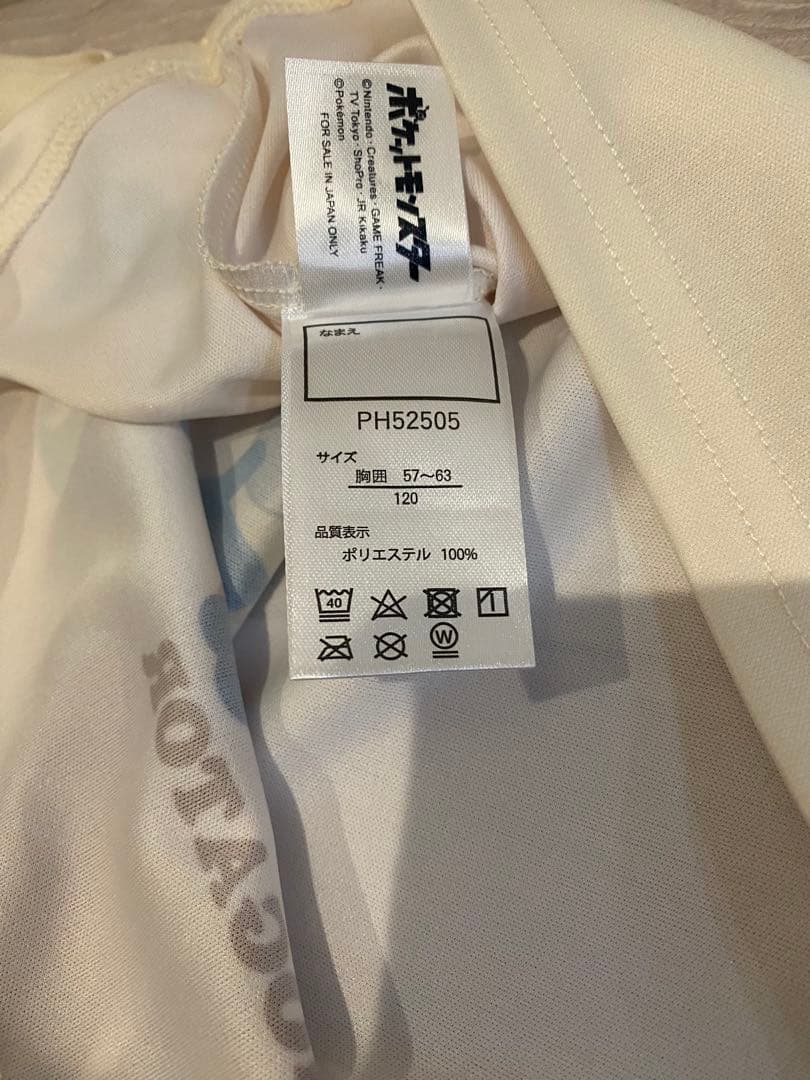 ポケットモンスター
©Nintendo・Creatures・GAME FREAK・
TV Tokyo・ShoPro・JR Kikaku
©Pokémon
FOR SALE IN JAPAN ONLY
なまえ
PH52505
サイズ
胸囲 57～63
120
品質表示
ポリエステル 100%
40
W